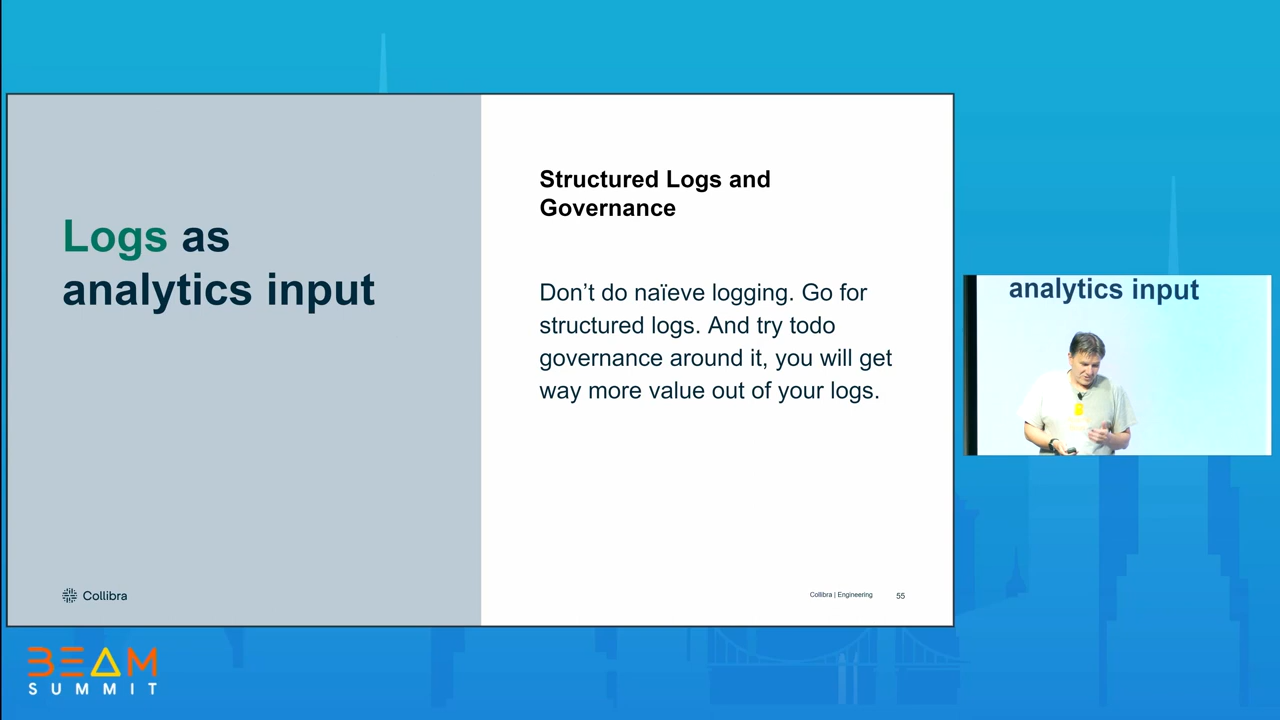 Logs as
analytics input
Structured Logs and
Governance
Don’t do naïeve logging. Go for
structured logs. And try todo
governance around it, you will get
way more value out of your logs.
Collibra
Collibra | Engineering
55
analytics input
BEAM
SUMMIT